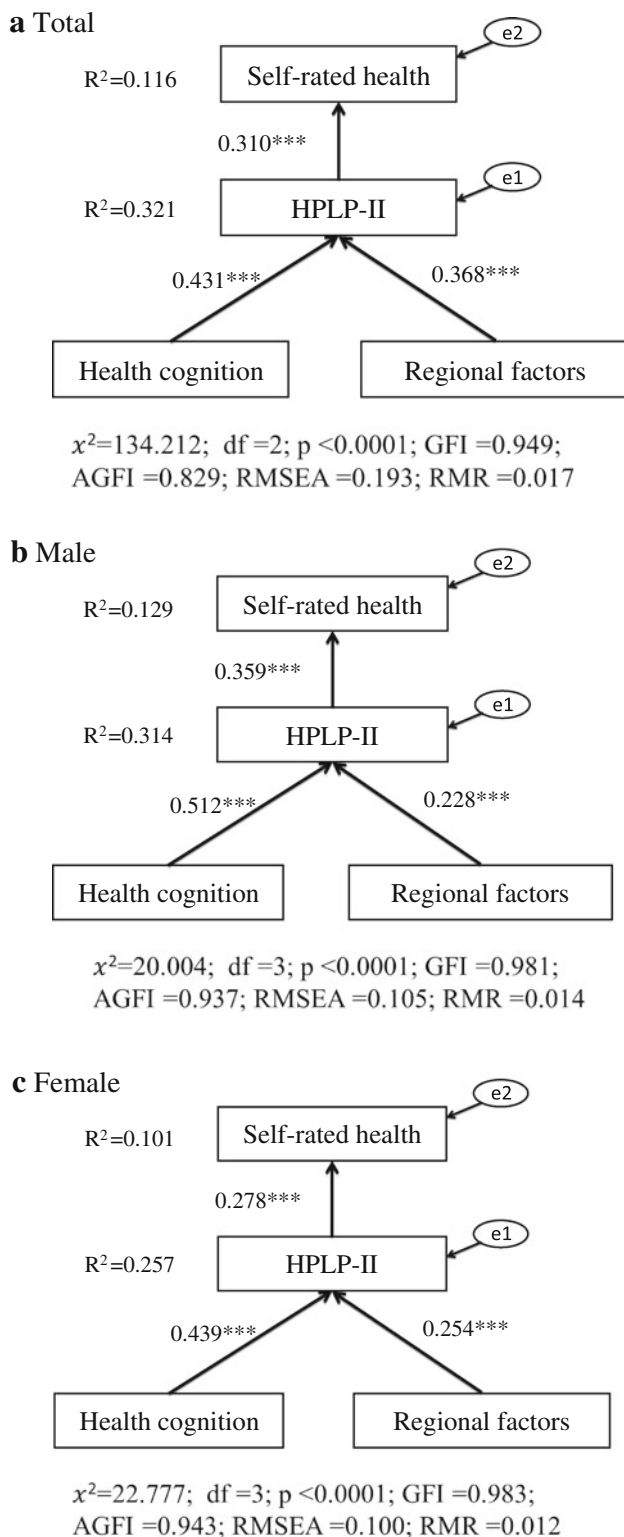 a Total
e2
R²=0.116
Self-rated health
0.310***
e1
R²=0.321
HPLP-II
0.431***
0.368***
Health cognition
Regional factors
x²=134.212; df =2; p <0.0001; GFI =0.949;
AGFI =0.829; RMSEA =0.193; RMR =0.017
b Male
e2
R²=0.129
Self-rated health
0.359***
e1
R²=0.314
HPLP-II
0.512***
0.228***
Health cognition
Regional factors
x²=20.004; df =3; p <0.0001; GFI =0.981;
AGFI =0.937; RMSEA =0.105; RMR =0.014
c Female
e2
R²=0.101
Self-rated health
0.278***
e1
R²=0.257
HPLP-II
0.439***
0.254***
Health cognition
Regional factors
x²=22.777; df =3; p <0.0001; GFI =0.983;
AGFI =0.943; RMSEA =0.100; RMR =0.012